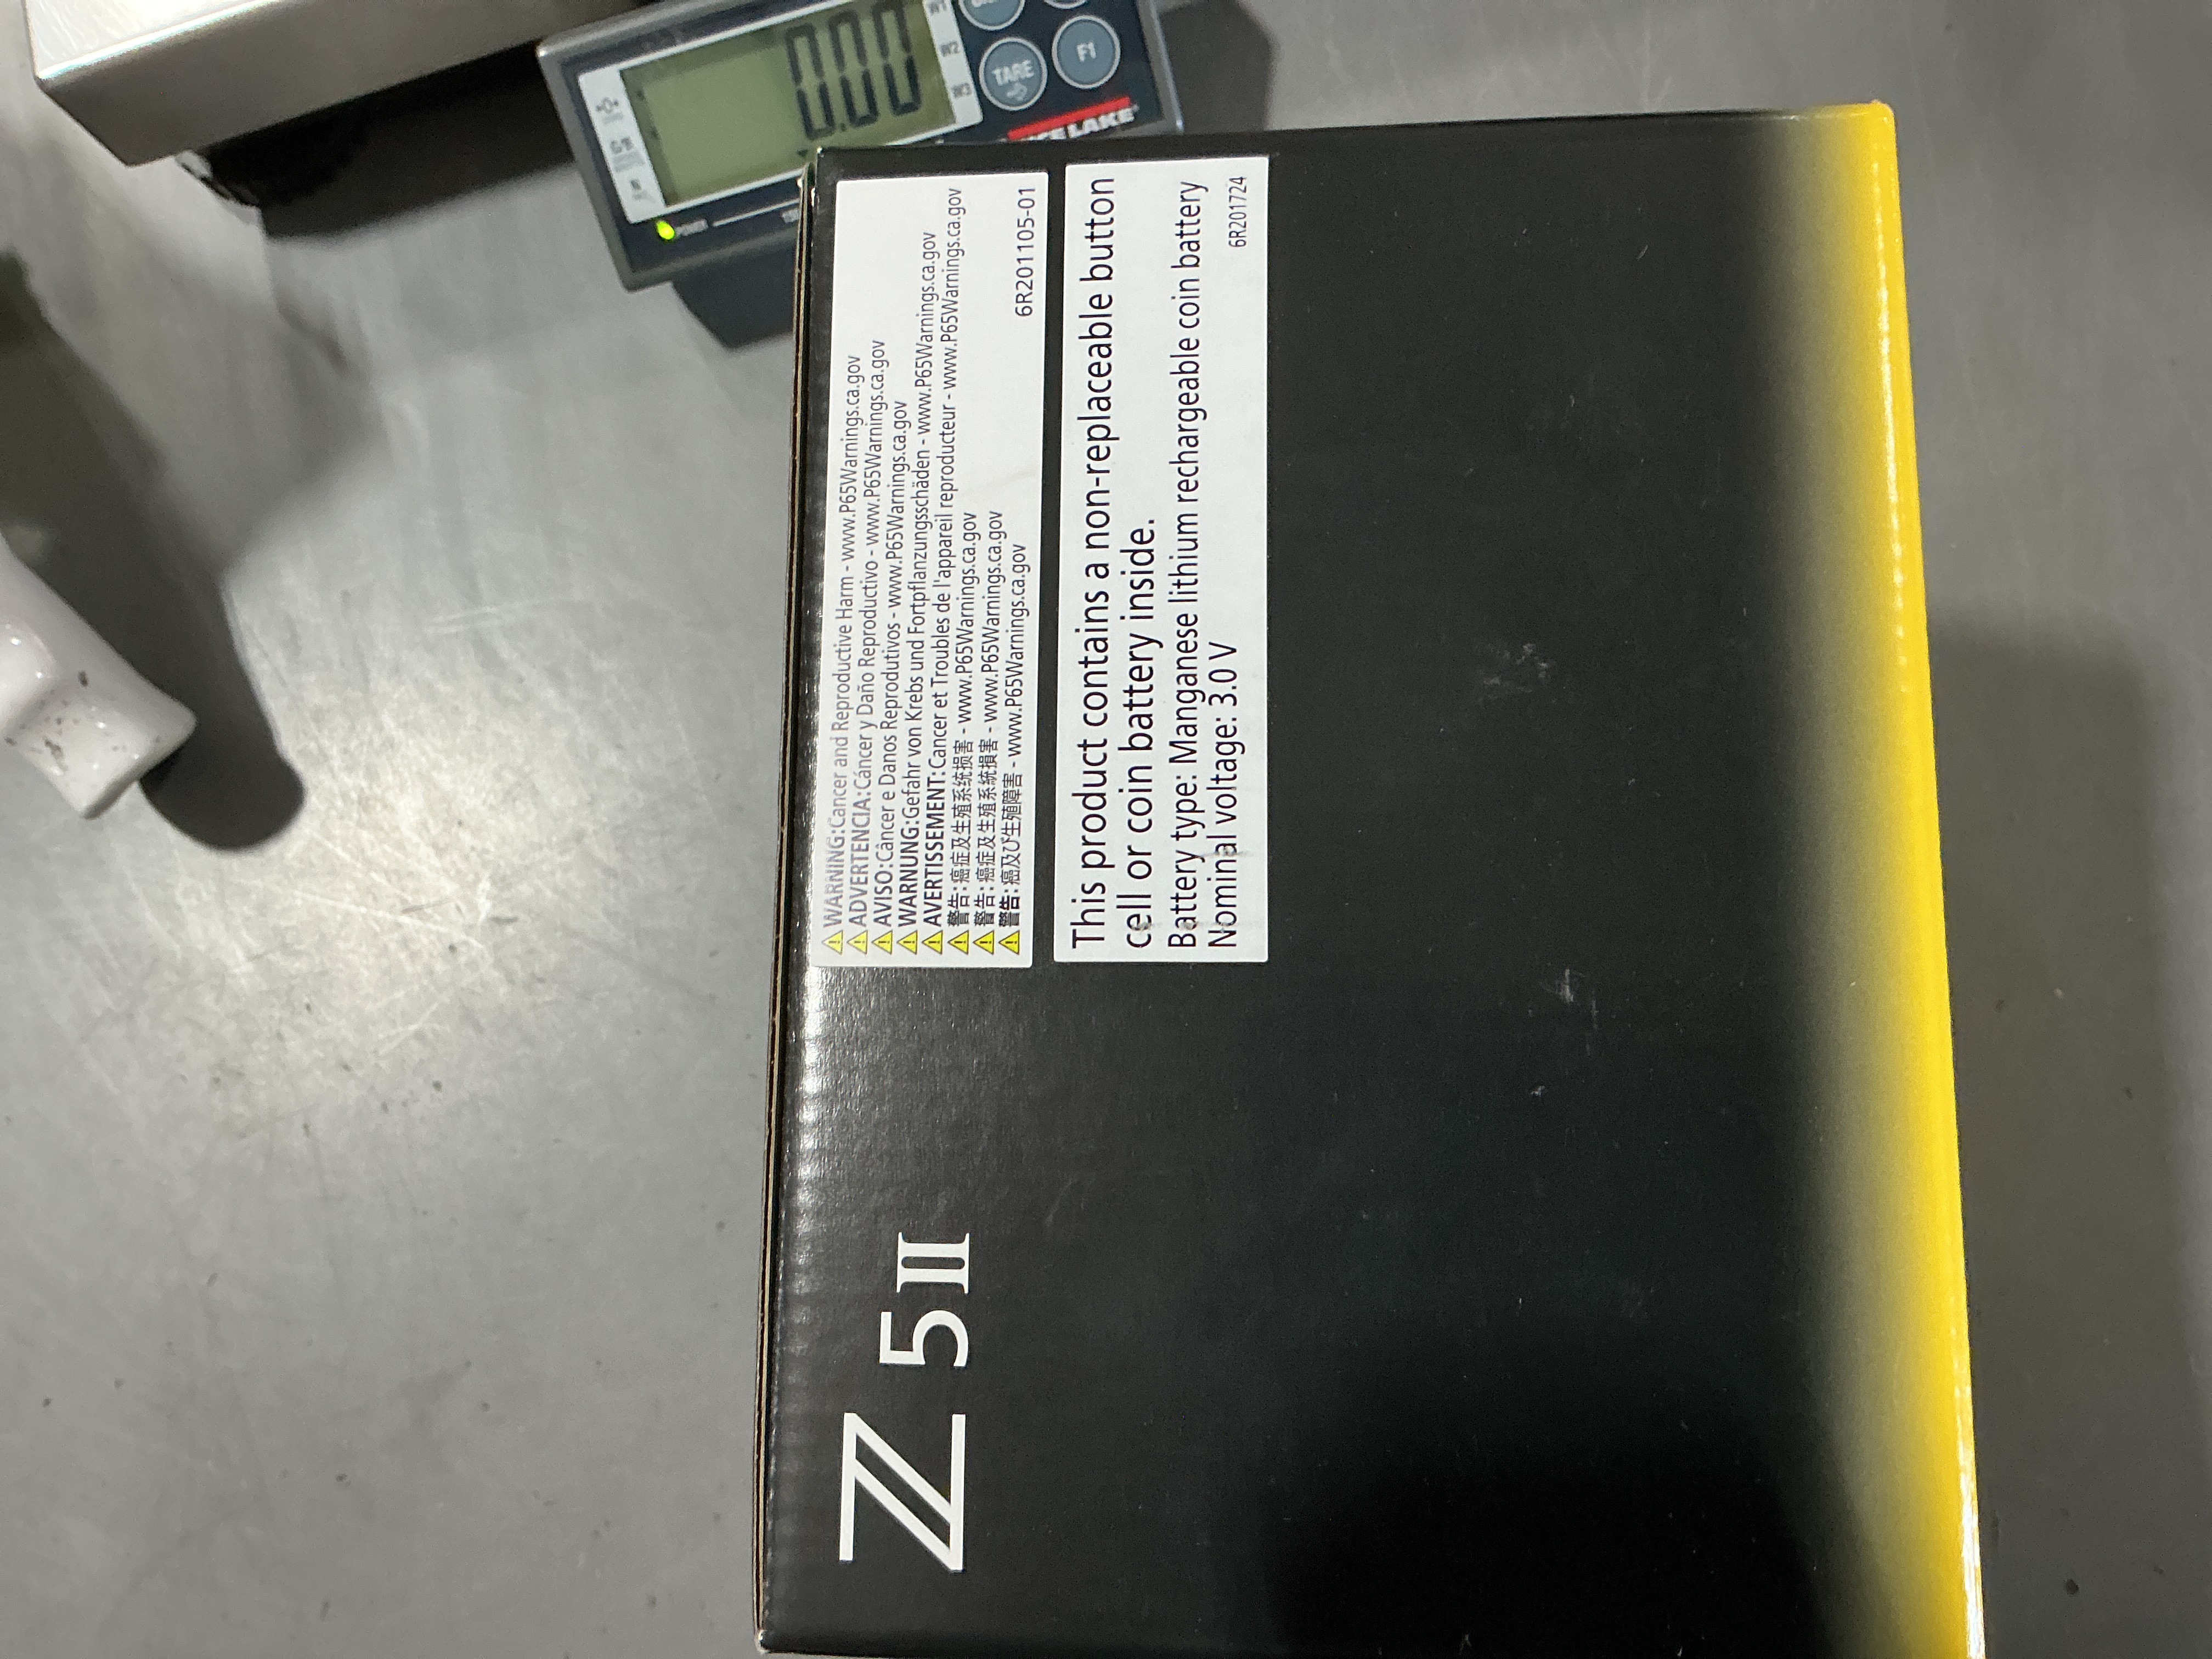 0.00
TARE
F1
W2
W3
LAKE
⚠WARNING:Cancer and Reproductive Harm - www.P65Warnings.ca.gov
⚠ADVERTENCIA:Cáncer y Daño Reproductivo - www.P65Warnings.ca.gov
⚠AVISO:Câncer e Danos Reprodutivos - www.P65Warnings.ca.gov
⚠WARNUNG:Gefahr von Krebs und Fortpflanzungsschäden - www.P65Warnings.ca.gov
⚠AVERTISSEMENT:Cancer et Troubles de l'appareil reproducteur - www.P65Warnings.ca.gov
⚠警告:癌症及生殖系统损害 - www.P65Warnings.ca.gov
⚠警告:癌症及生殖系統損害 - www.P65Warnings.ca.gov
⚠警告:癌及び生殖障害 - www.P65Warnings.ca.gov
6R201105-01
This product contains a non-replaceable button
cell or coin battery inside.
Battery type: Manganese lithium rechargeable coin battery
Nominal voltage: 3.0 V
6R201724
Z 5II